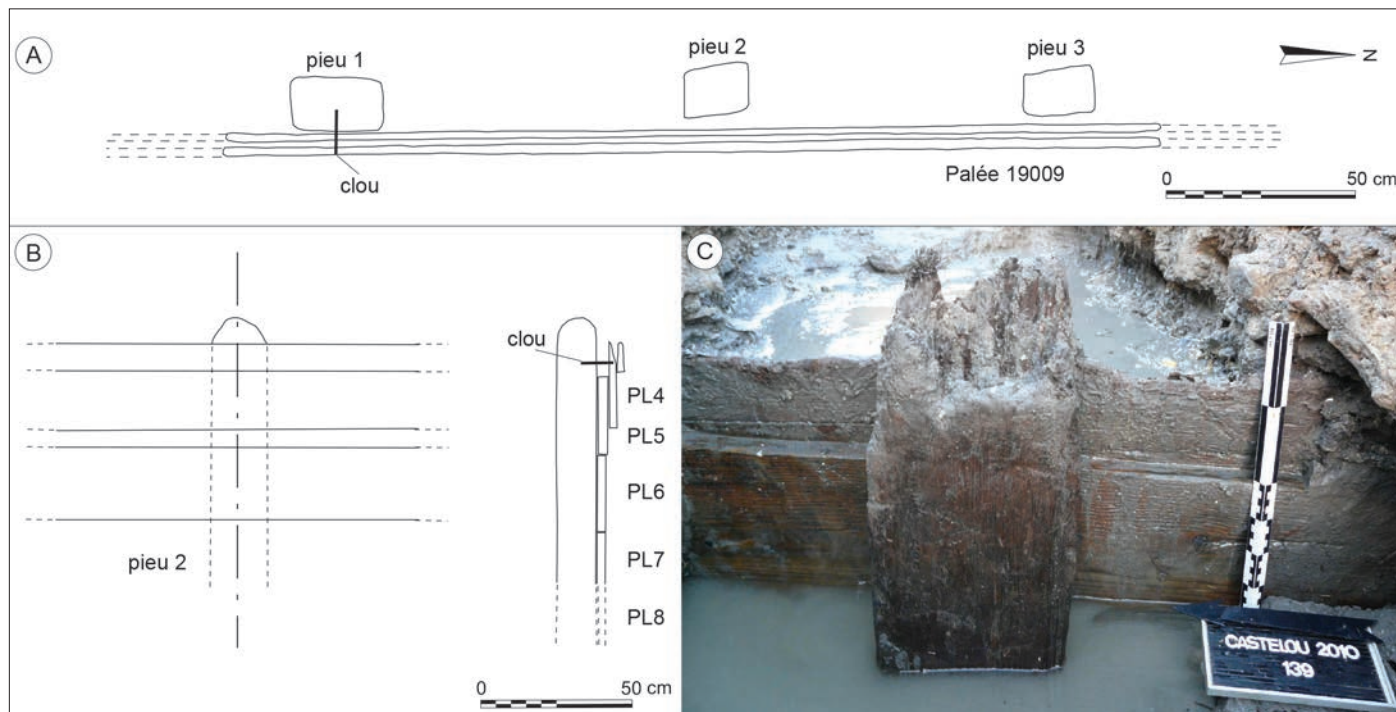 A
pieu 1
pieu 2
pieu 3
N
clou
Palée 19009
0 50 cm
B
clou
PL4
PL5
PL6
PL7
PL8
pieu 2
0 50 cm
C
CASTELOU 2010
139